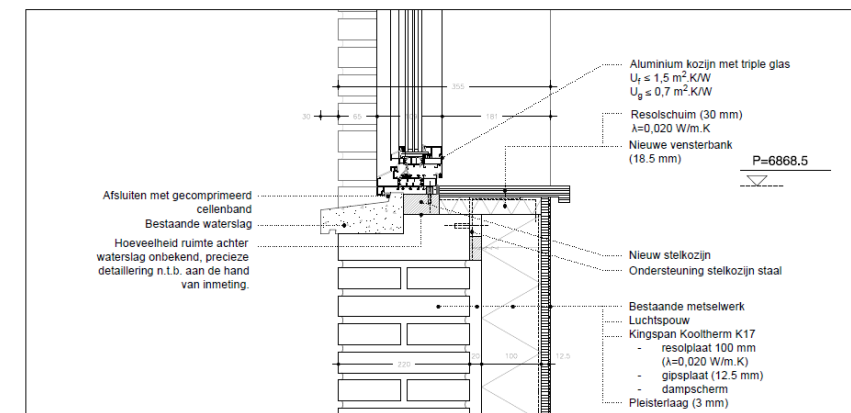 355
30
65
181
Aluminium kozijn met triple glas
Uf ≤ 1,5 m².K/W
Ug ≤ 0,7 m².K/W
Resolschuim (30 mm)
λ=0,020 W/m.K
Nieuwe vensterbank
(18.5 mm)
P=6868.5
Afsluiten met gecomprimeerd
cellenband
Bestaande waterslag
Hoeveelheid ruimte achter
waterslag onbekend, precieze
detaillering n.t.b. aan de hand
van inmeting.
Nieuw stelkozijn
Ondersteuning stelkozijn staal
Bestaande metselwerk
Luchtspouw
Kingspan Kooltherm K17
- resolplaat 100 mm
(λ=0,020 W/m.K)
- gipsplaat (12.5 mm)
- dampscherm
Pleisterlaag (3 mm)
220
20
100
12.5